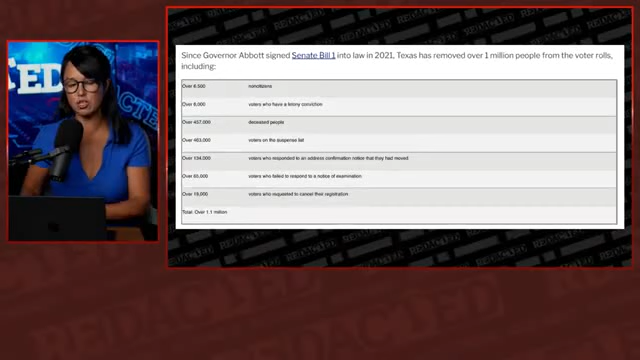 Since Governor Abbott signed Senate Bill 1 into law in 2021, Texas has removed over 1 million people from the voter rolls,
including:
Over 6,500 noncitizens
Over 6,000 voters who have a felony conviction
Over 457,000 deceased people
Over 463,000 voters on the suspense list
Over 134,000 voters who responded to an address confirmation notice that they had moved
Over 65,000 voters who failed to respond to a notice of examination
Over 19,000 voters who requested to cancel their registration
Total: Over 1.1 million
REDACTED